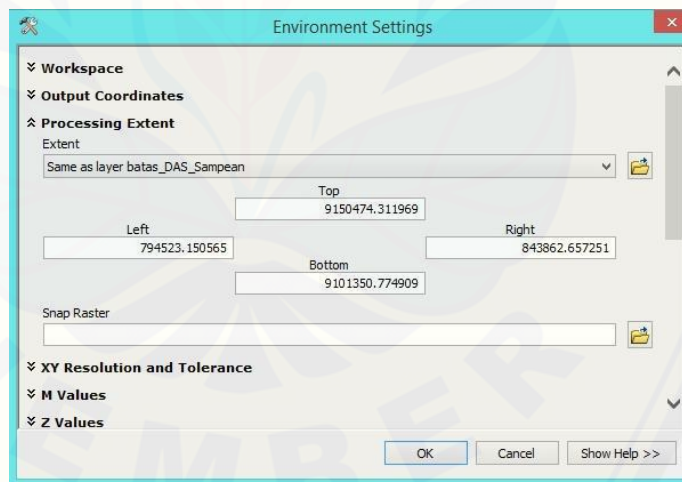 Environment Settings
Workspace
Output Coordinates
Processing Extent
Extent
Same as layer batas_DAS_Sampean
Top
9150474.311969
Left
Right
794523.150565
843862.657251
Bottom
9101350.774909
Snap Raster
XY Resolution and Tolerance
M Values
Z Values
OK
Cancel
Show Help >>
EMBER